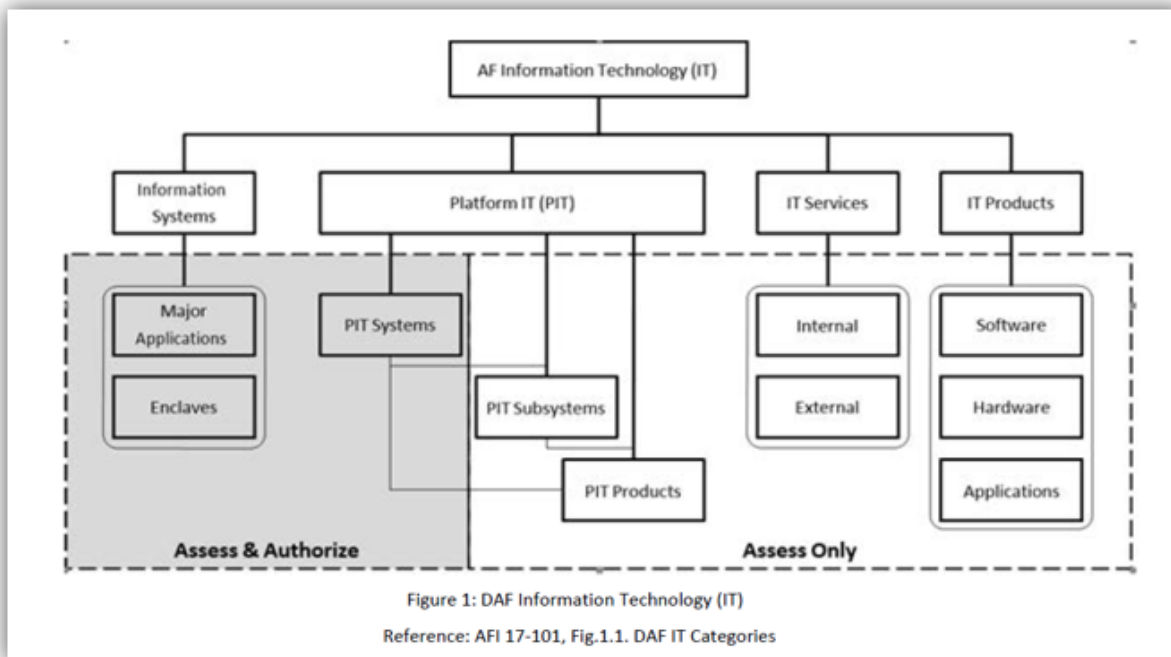 AF Information Technology (IT)
Information
Systems
Platform IT (PIT)
IT Services
IT Products
Major
Applications
Enclaves
PIT Systems
PIT Subsystems
PIT Products
Internal
External
Software
Hardware
Applications
Assess & Authorize
Assess Only
Figure 1: DAF Information Technology (IT)
Reference: AFI 17-101, Fig.1.1. DAF IT Categories